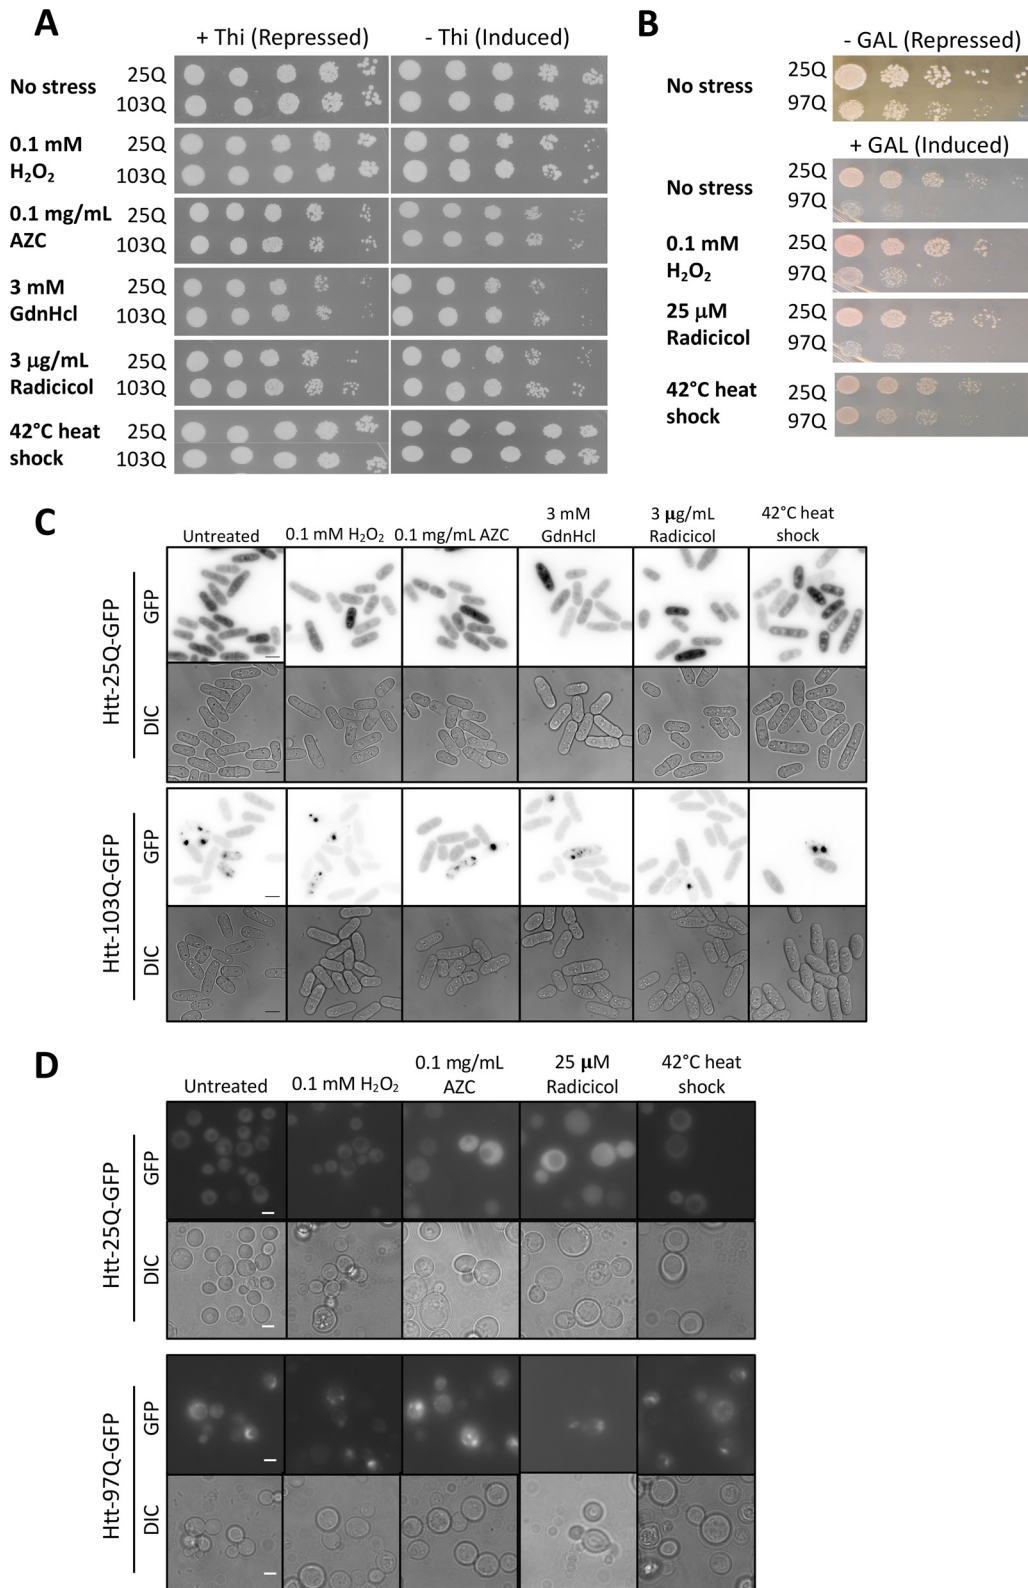 A
+ Thi (Repressed)
- Thi (Induced)
No stress
25Q
103Q
0.1 mM
H₂O₂
25Q
103Q
0.1 mg/mL
AZC
25Q
103Q
3 mM
GdnHcl
25Q
103Q
3 μg/mL
Radicicol
25Q
103Q
42°C heat
shock
25Q
103Q
B
- GAL (Repressed)
No stress
25Q
97Q
+ GAL (Induced)
No stress
25Q
97Q
0.1 mM
H₂O₂
25Q
97Q
25 μM
Radicicol
25Q
97Q
42°C heat
shock
25Q
97Q
C
Untreated
0.1 mM H₂O₂
0.1 mg/mL AZC
3 mM
GdnHcl
3 μg/mL
Radicicol
42°C heat
shock
Htt-25Q-GFP
GFP
DIC
Htt-103Q-GFP
GFP
DIC
D
Untreated
0.1 mM H₂O₂
0.1 mg/mL
AZC
25 μM
Radicicol
42°C heat
shock
Htt-25Q-GFP
GFP
DIC
Htt-97Q-GFP
GFP
DIC